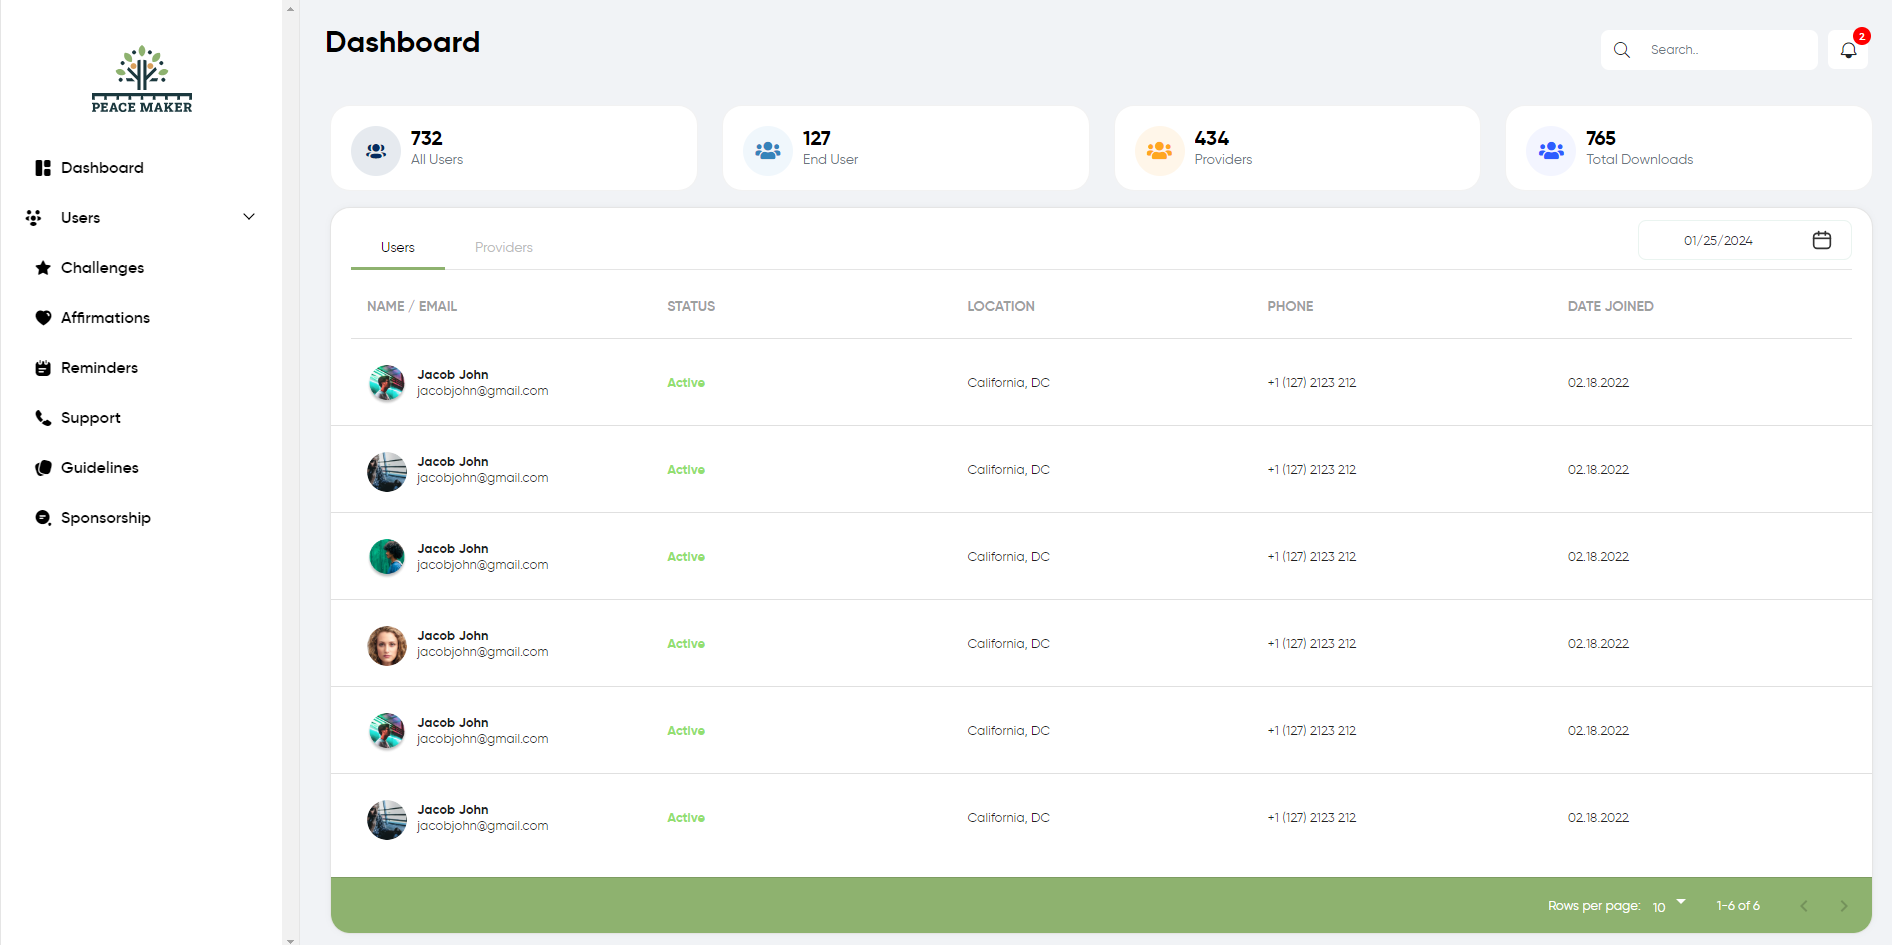 PEACE MAKER
Dashboard
Users
Challenges
Affirmations
Reminders
Support
Guidelines
Sponsorship
Dashboard
Search..
2
732
All Users
127
End User
434
Providers
765
Total Downloads
Users
Providers
01/25/2024
NAME / EMAIL STATUS LOCATION PHONE DATE JOINED
Jacob John
jacobjohn@gmail.com
Active California, DC +1 (127) 2123 212 02.18.2022
Jacob John
jacobjohn@gmail.com
Active California, DC +1 (127) 2123 212 02.18.2022
Jacob John
jacobjohn@gmail.com
Active California, DC +1 (127) 2123 212 02.18.2022
Jacob John
jacobjohn@gmail.com
Active California, DC +1 (127) 2123 212 02.18.2022
Jacob John
jacobjohn@gmail.com
Active California, DC +1 (127) 2123 212 02.18.2022
Jacob John
jacobjohn@gmail.com
Active California, DC +1 (127) 2123 212 02.18.2022
Rows per page: 10 1-6 of 6